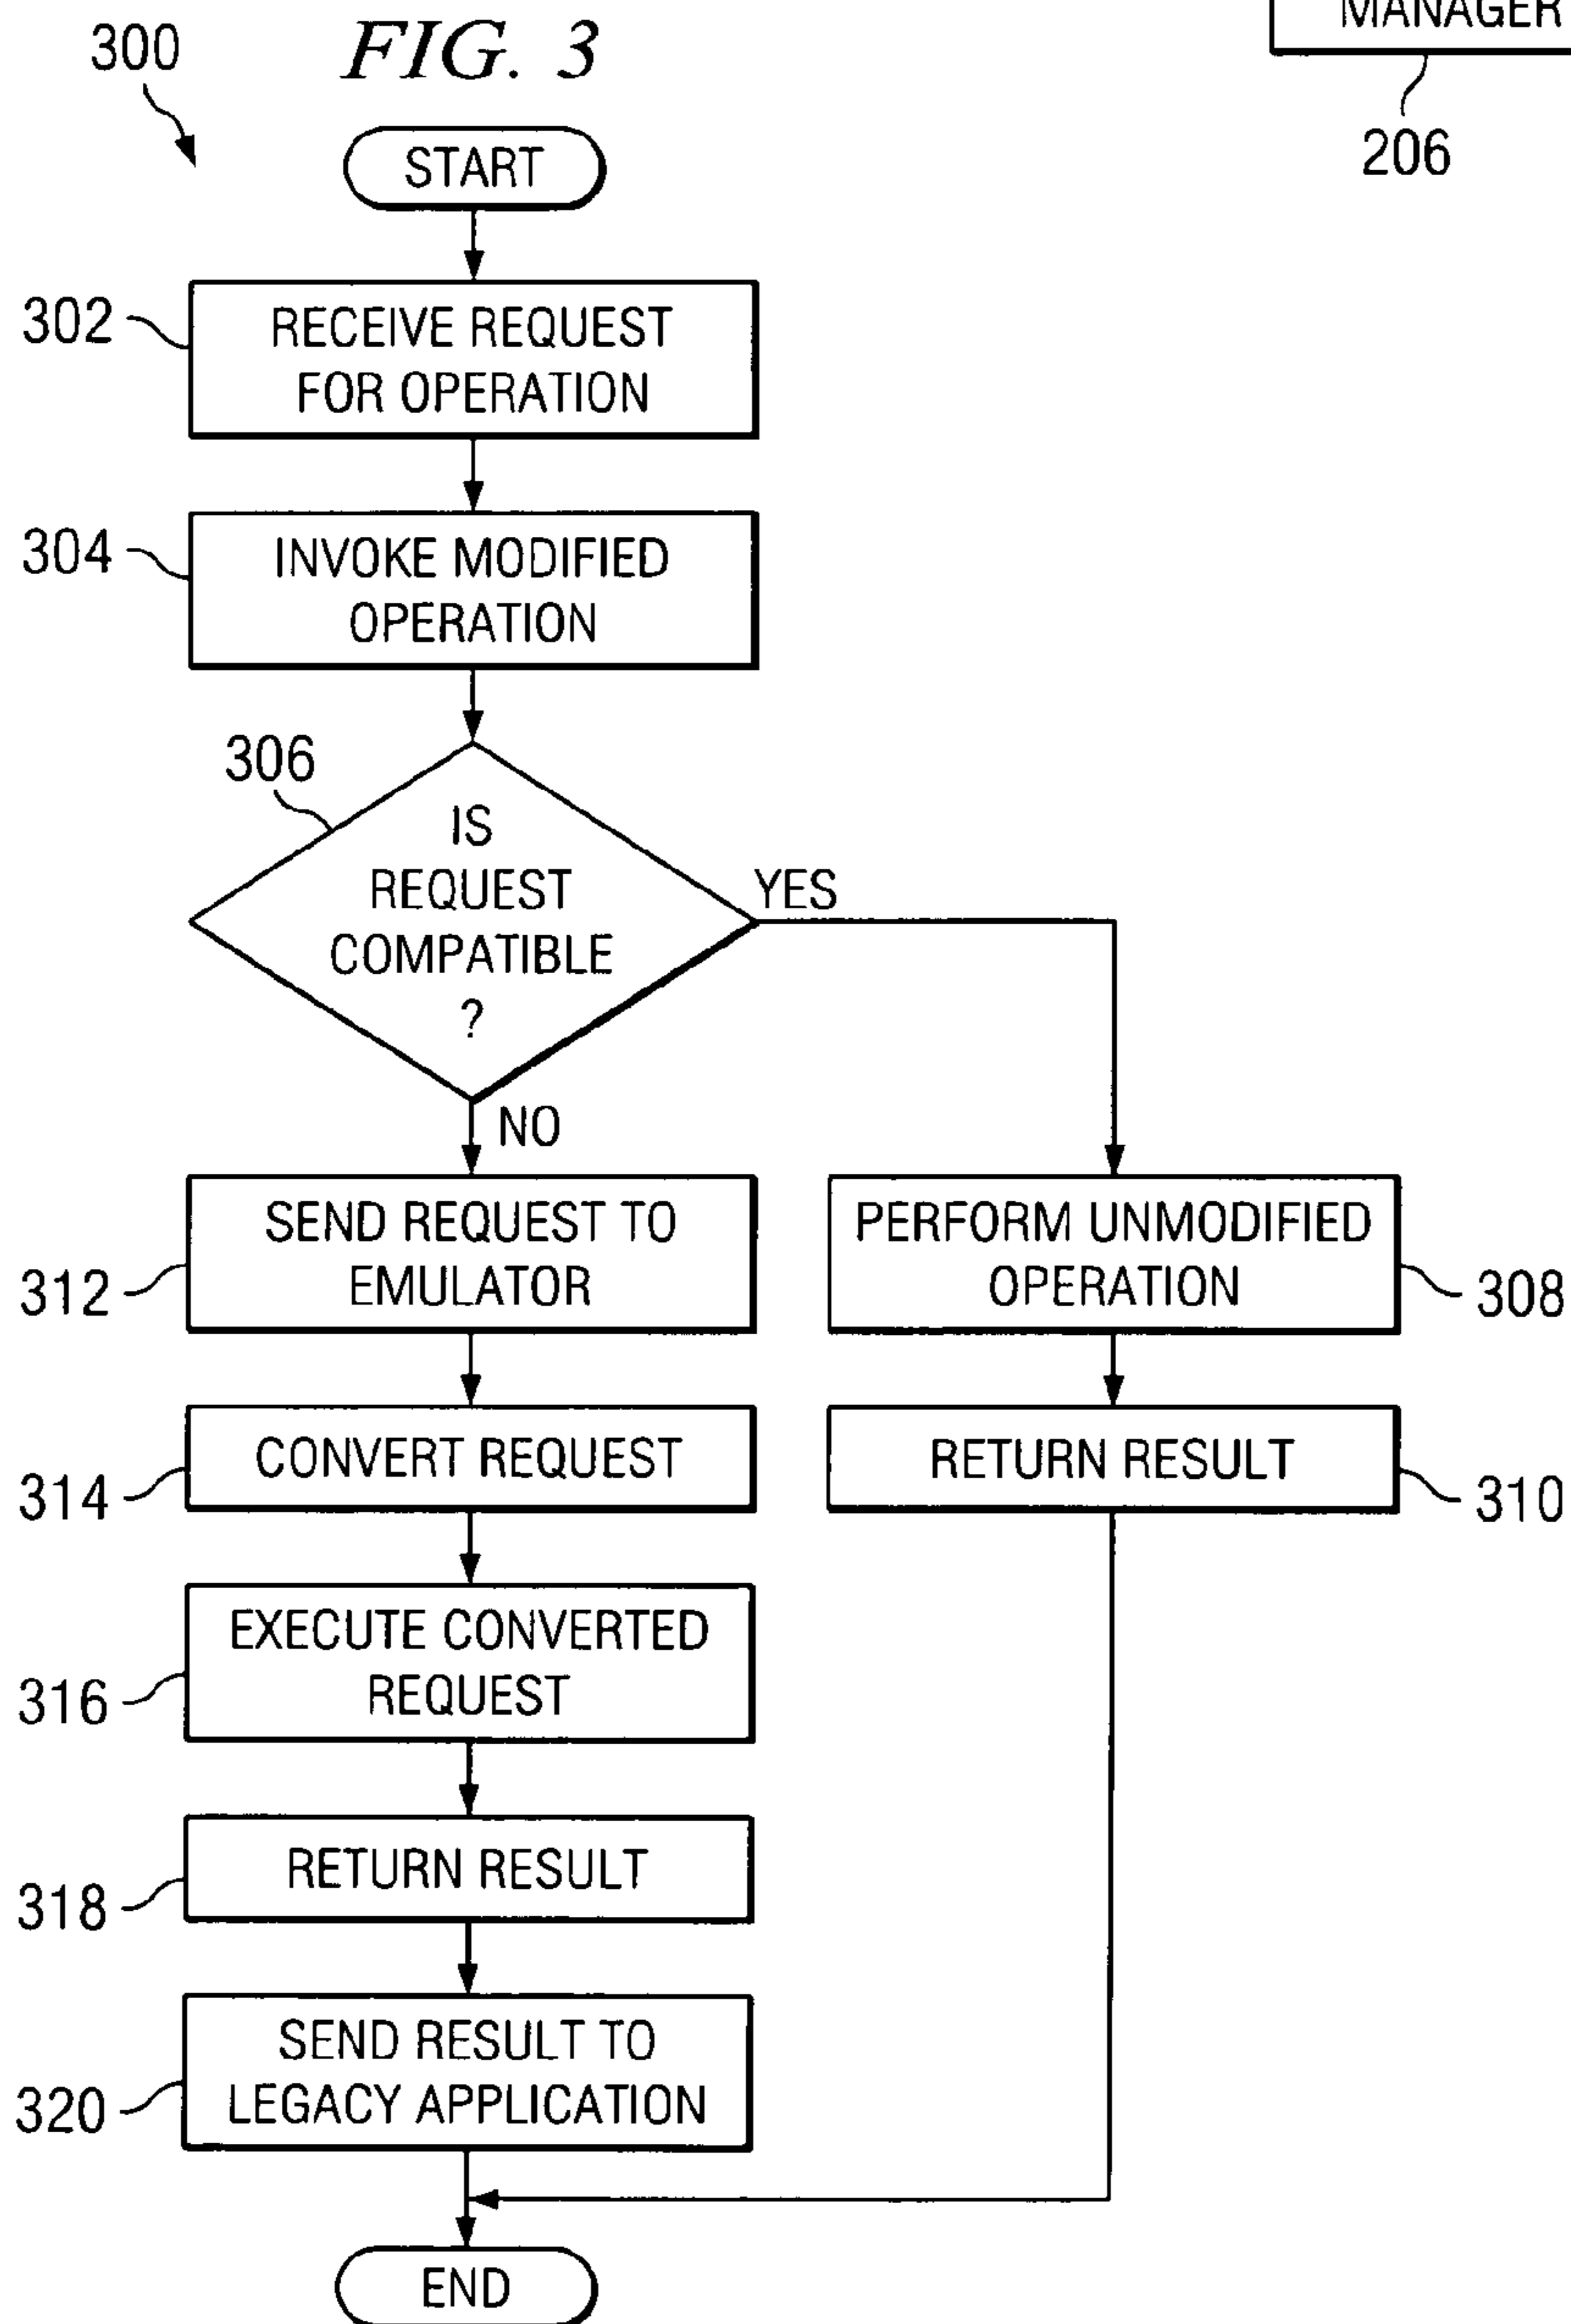 300
FIG. 3
MANAGER
206
START
302
RECEIVE REQUEST
FOR OPERATION
304
INVOKE MODIFIED
OPERATION
306
IS
REQUEST
COMPATIBLE
?
YES
NO
312
SEND REQUEST TO
EMULATOR
PERFORM UNMODIFIED
OPERATION
308
314
CONVERT REQUEST
RETURN RESULT
310
316
EXECUTE CONVERTED
REQUEST
318
RETURN RESULT
320
SEND RESULT TO
LEGACY APPLICATION
END